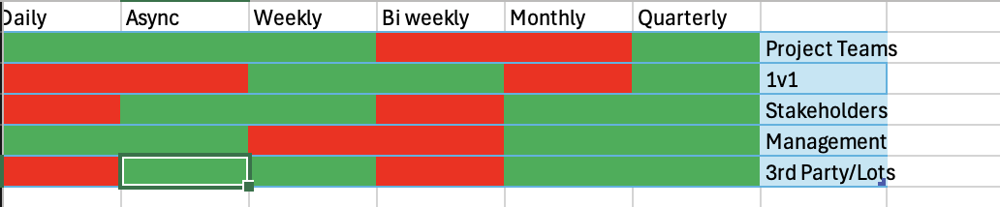 Daily Async Weekly Bi weekly Monthly Quarterly
Project Teams
1v1
Stakeholders
Management
3rd Party/Lots